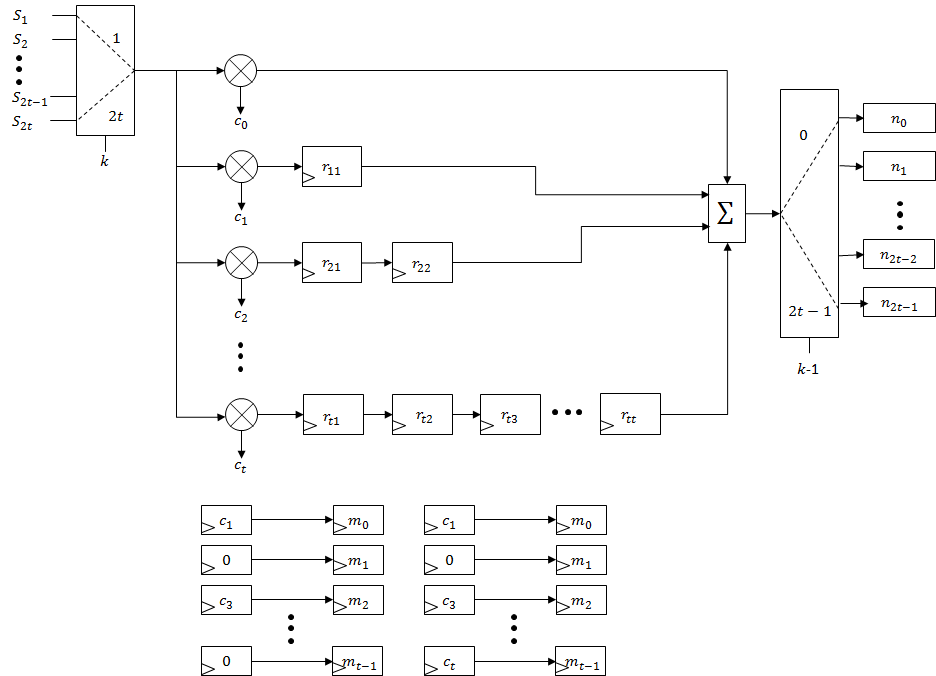 S₁
S₂
S₂ₜ₋₁
S₂ₜ
1
2t
k
c₀
c₁
c₂
cₜ
r₁₁
r₂₁ r₂₂
rₜ₁ rₜ₂ rₜ₃ rₜₜ
Σ
0
2t − 1
k-1
n₀
n₁
n₂ₜ₋₂
n₂ₜ₋₁
c₁ m₀ c₁ m₀
0 m₁ 0 m₁
c₃ m₂ c₃ m₂
0 mₜ₋₁ cₜ mₜ₋₁